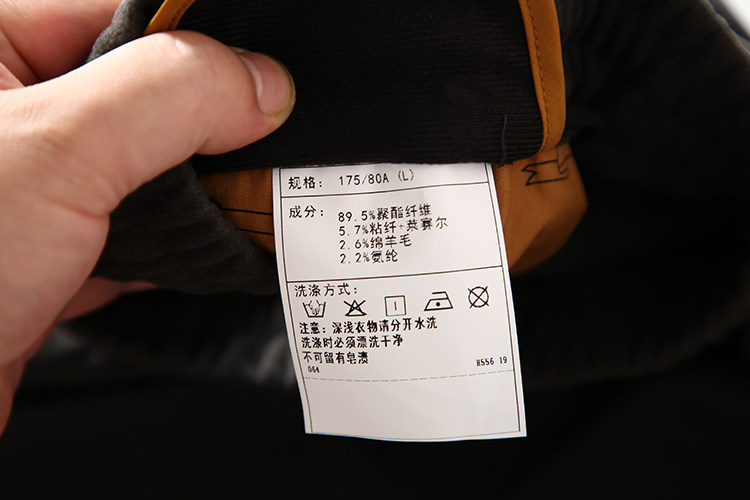 规格: 175/80A (L)
成分: 89.5%聚酯纤维
5.7%粘纤+莱赛尔
2.6%绵羊毛
2.2%氨纶
洗涤方式:
注意: 深浅衣物请分开水洗
洗涤时必须漂洗干净
不可留有皂渍
064 H556 19